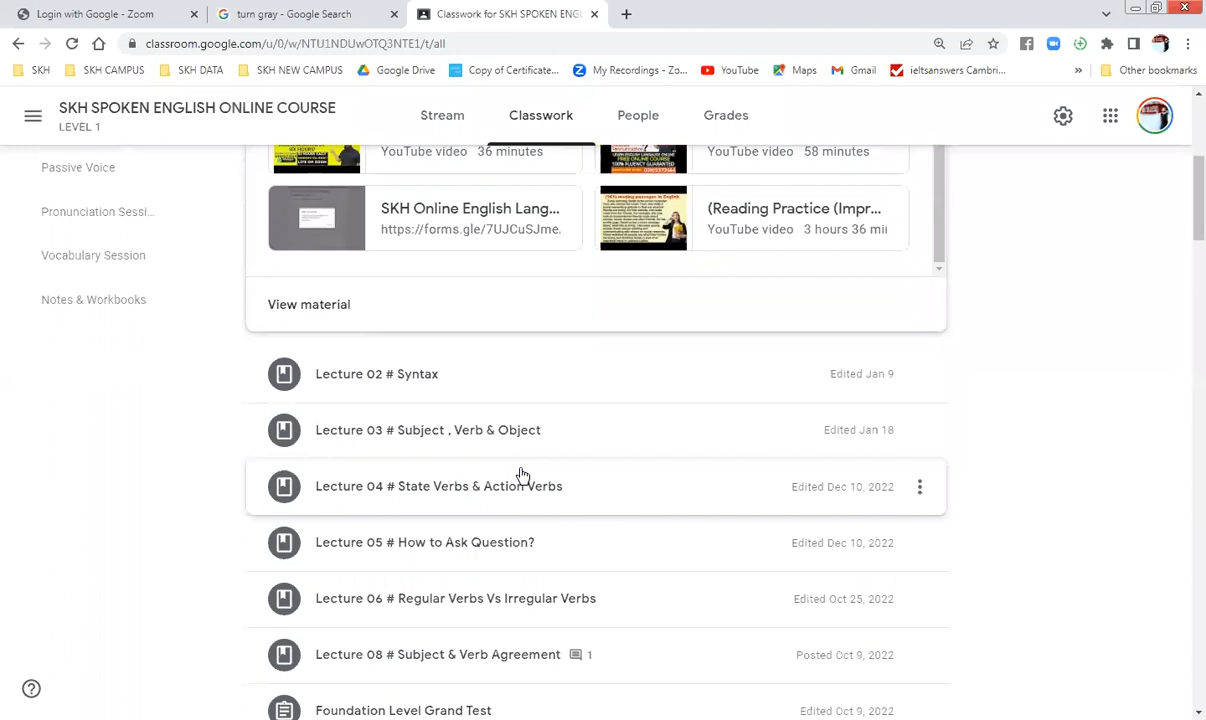 Login with Google - Zoom
turn gray - Google Search
Classwork for SKH SPOKEN ENGL
classroom.google.com/u/0/w/NTU1NDUwOTQ3NTE1/t/all
SKH
SKH CAMPUS
SKH DATA
SKH NEW CAMPUS
Google Drive
Copy of Certificate...
My Recordings - Zo...
YouTube
Maps
Gmail
ieltsanswers Cambri...
Other bookmarks
SKH SPOKEN ENGLISH ONLINE COURSE
LEVEL 1
Stream
Classwork
People
Grades
Passive Voice
Pronunciation Sessi...
Vocabulary Session
Notes & Workbooks
YouTube video 36 minutes
YouTube video 58 minutes
SKH Online English Lang...
https://forms.gle/7UJCuSJme.
(Reading Practice (Impr...
YouTube video 3 hours 36 min
View material
Lecture 02 # Syntax
Edited Jan 9
Lecture 03 # Subject , Verb & Object
Edited Jan 18
Lecture 04 # State Verbs & Action Verbs
Edited Dec 10, 2022
Lecture 05 # How to Ask Question?
Edited Dec 10, 2022
Lecture 06 # Regular Verbs Vs Irregular Verbs
Edited Oct 25, 2022
Lecture 08 # Subject & Verb Agreement 1
Posted Oct 9, 2022
Foundation Level Grand Test
Edited Oct 9, 2022